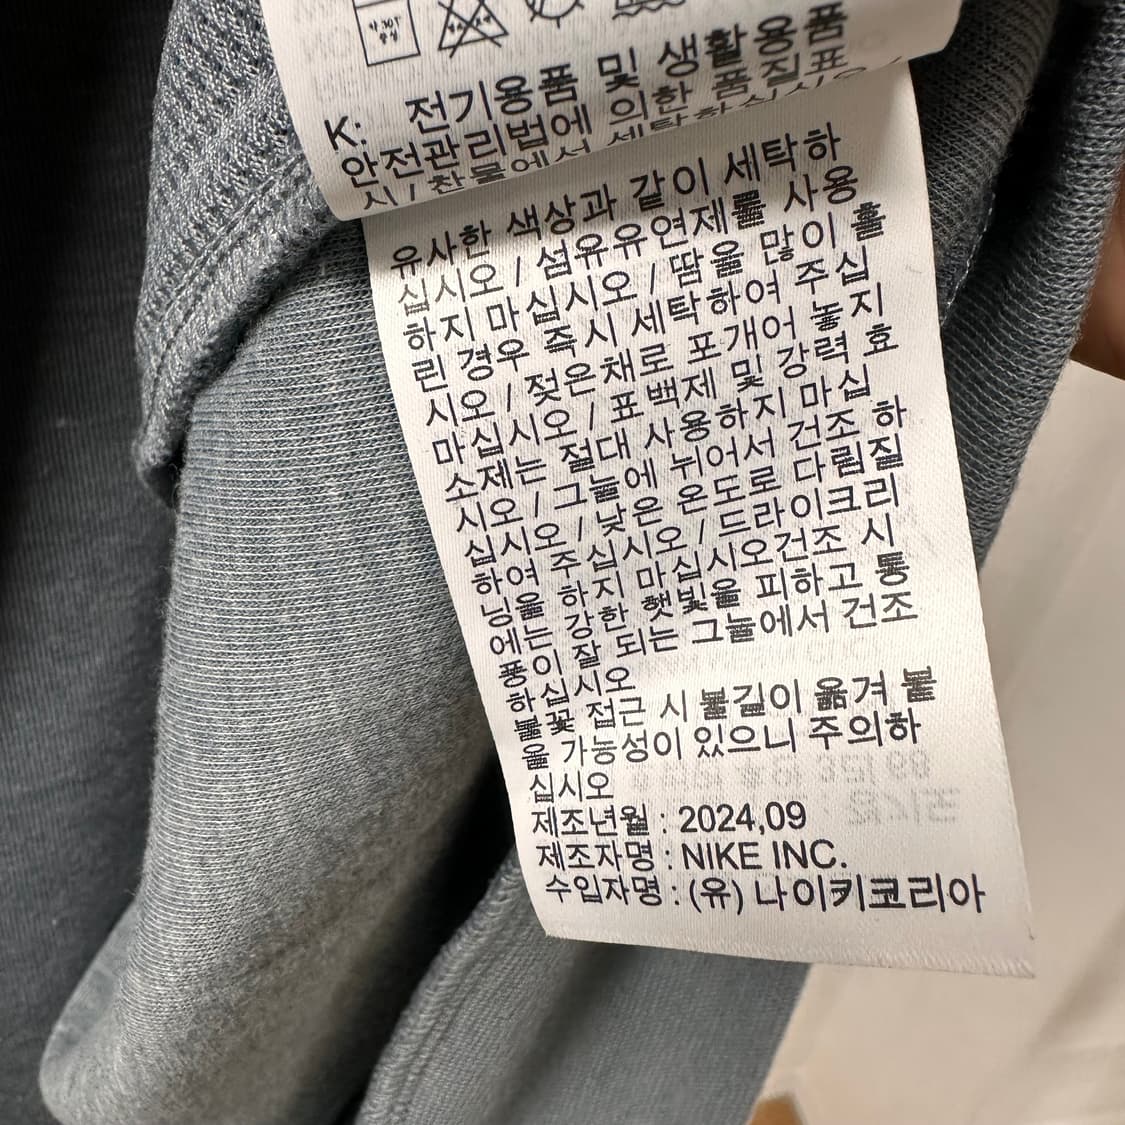 K: 전기용품 및 생활용품
안전관리법에 의한 품질표
시/찬물에서 세탁하십시오/
유사한 색상과 같이 세탁하
십시오/섬유유연제를 사용
하지 마십시오/땀을 많이 흘
린 경우 즉시 세탁하여 주십
시오/젖은채로 포개어 놓지
마십시오/표백제 및 강력 효
소제는 절대 사용하지 마십
시오/그늘에 뉘어서 건조 하
십시오/낮은 온도로 다림질
하여 주십시오/드라이크리
닝을 하지 마십시오건조 시
에는 강한 햇빛을 피하고 통
풍이 잘 되는 그늘에서 건조
하십시오
불꽃 접근 시 불길이 옮겨 붙
을 가능성이 있으니 주의하
십시오
제조년월 : 2024,09
제조자명 : NIKE INC.
수입자명 : (유) 나이키코리아